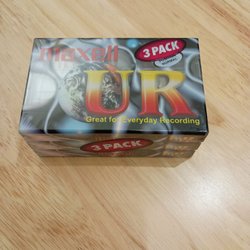 maxell
3 PACK
UR
Great for Everyday Recording
3 PACK